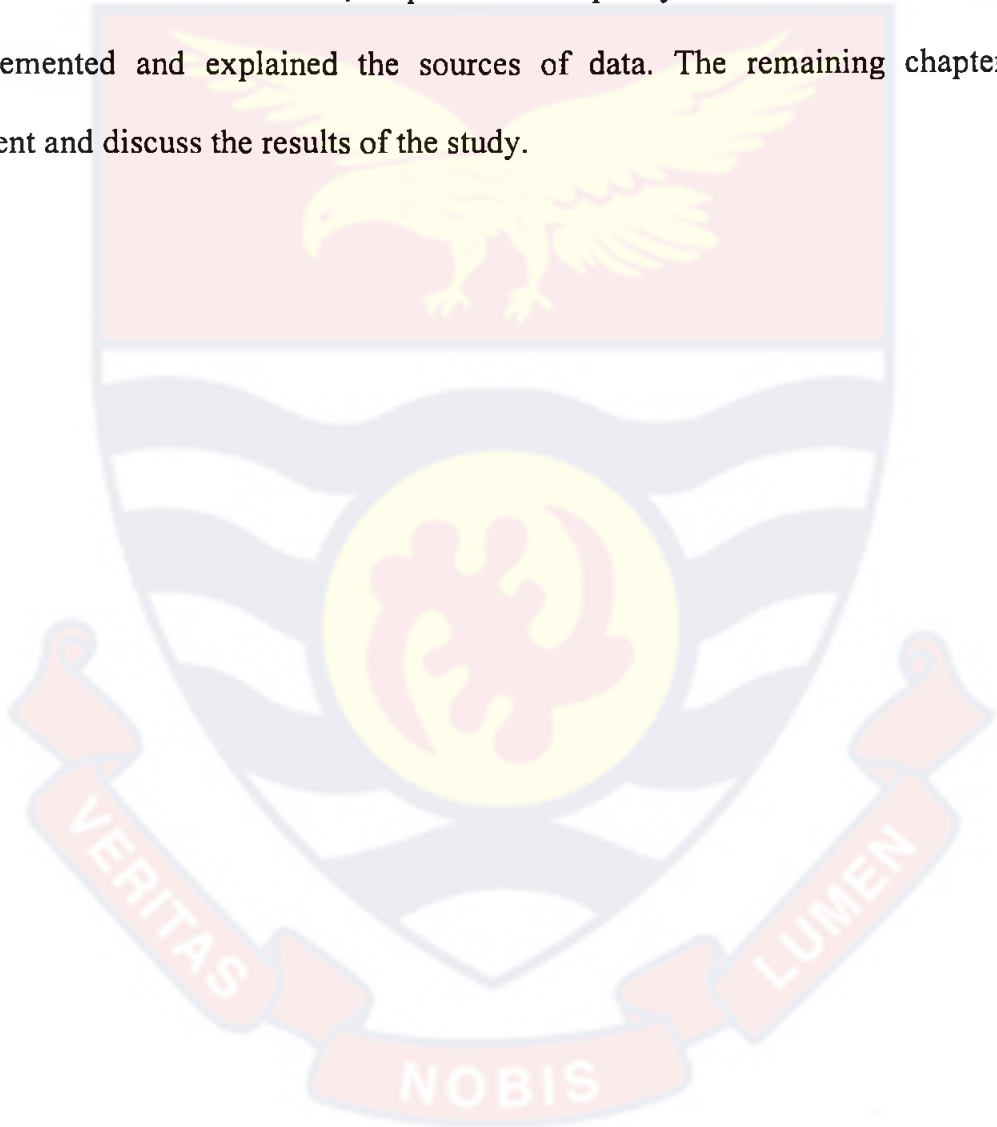 emented and explained the sources of data. The remaining chapter
ent and discuss the results of the study.
VERITAS
NOBIS
LUMEN